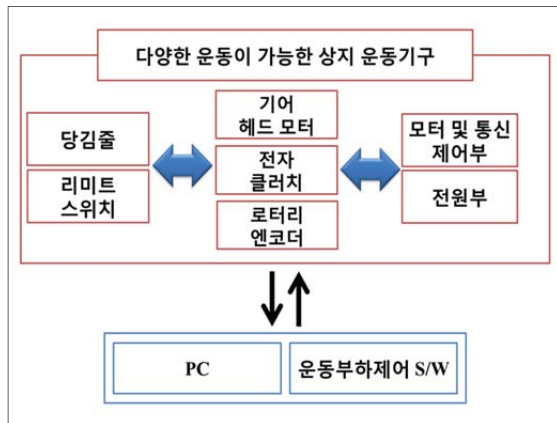 다양한 운동이 가능한 상지 운동기구
당김줄
리미트
스위치
기어
헤드 모터
전자
클러치
로터리
엔코더
모터 및 통신
제어부
전원부
PC
운동부하제어 S/W